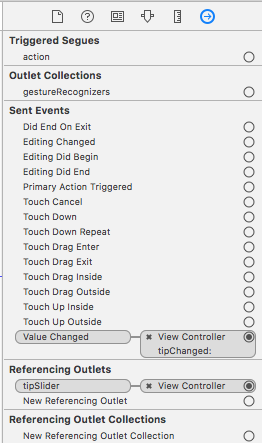 Triggered Segues
action
Outlet Collections
gestureRecognizers
Sent Events
Did End On Exit
Editing Changed
Editing Did Begin
Editing Did End
Primary Action Triggered
Touch Cancel
Touch Down
Touch Down Repeat
Touch Drag Enter
Touch Drag Exit
Touch Drag Inside
Touch Drag Outside
Touch Up Inside
Touch Up Outside
Value Changed View Controller
tipChanged:
Referencing Outlets
tipSlider View Controller
New Referencing Outlet
Referencing Outlet Collections
New Referencing Outlet Collection